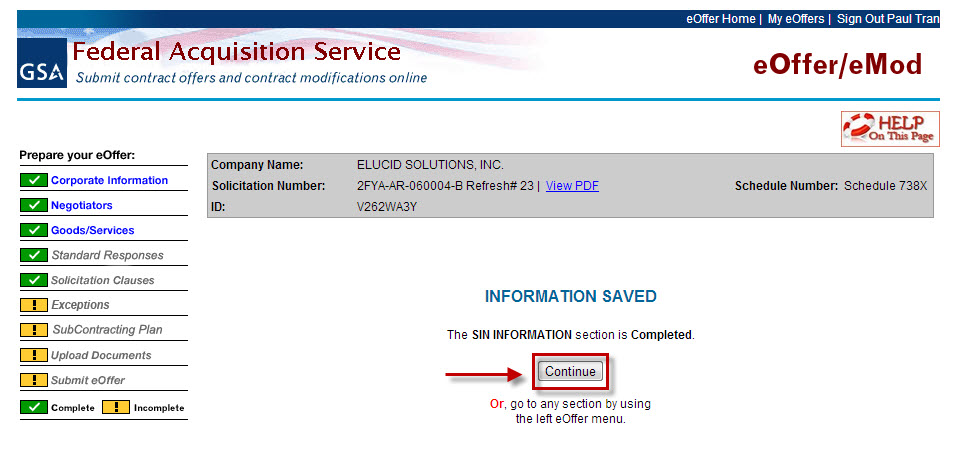 eOffer Home | My eOffers | Sign Out Paul Tran
GSA
Federal Acquisition Service
Submit contract offers and contract modifications online
eOffer/eMod
HELP
On This Page
Prepare your eOffer:
Corporate Information
Negotiators
Goods/Services
Standard Responses
Solicitation Clauses
Exceptions
SubContracting Plan
Upload Documents
Submit eOffer
Complete ! Incomplete
Company Name: ELUCID SOLUTIONS, INC.
Solicitation Number: 2FYA-AR-060004-B Refresh# 23 | View PDF Schedule Number: Schedule 738X
ID: V262WA3Y
INFORMATION SAVED
The SIN INFORMATION section is Completed.
Continue
Or, go to any section by using
the left eOffer menu.